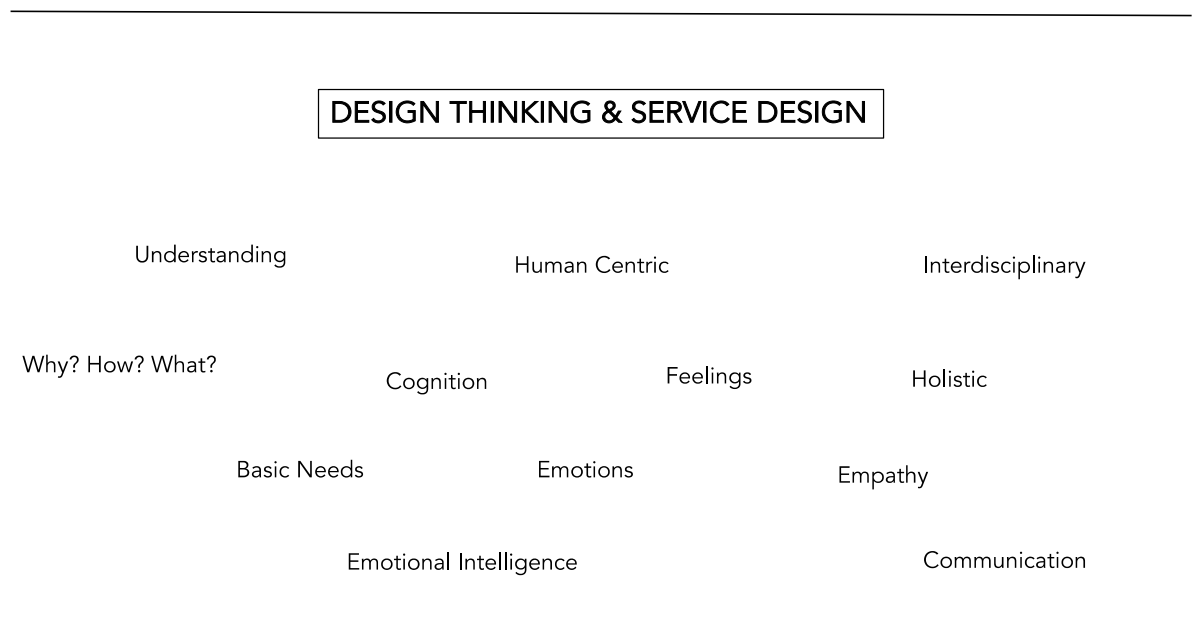 DESIGN THINKING & SERVICE DESIGN
Understanding
Human Centric
Interdisciplinary
Why? How? What?
Cognition
Feelings
Holistic
Basic Needs
Emotions
Empathy
Emotional Intelligence
Communication